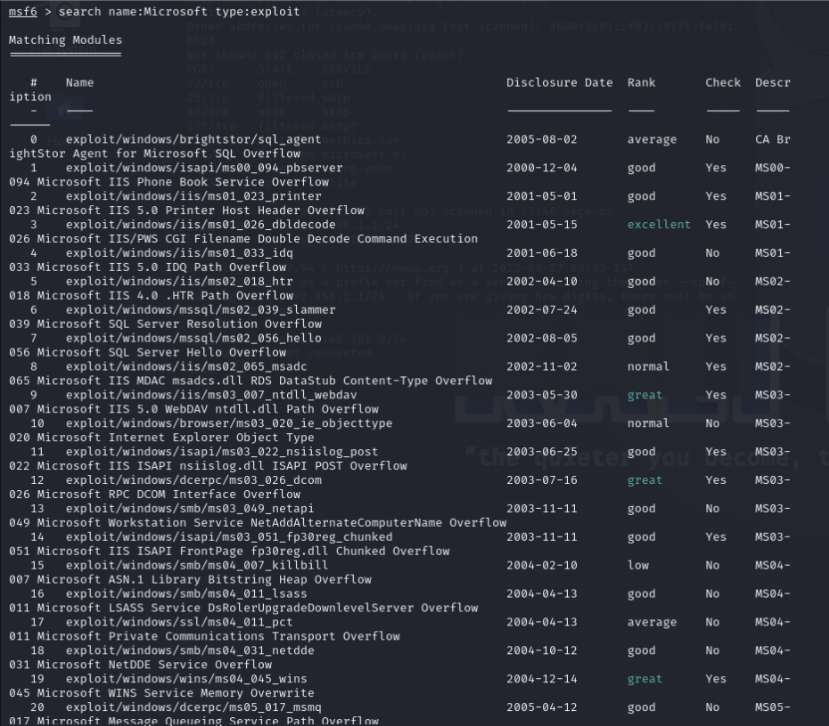 msf6 > search name:Microsoft type:exploit
Matching Modules
# Name Disclosure Date Rank Check Descr
iption
- ---- --------------- ---- ----- -----
------
0 exploit/windows/brightstor/sql_agent 2005-08-02 average No CA Br
ightStor Agent for Microsoft SQL Overflow
1 exploit/windows/isapi/ms00_094_pbserver 2000-12-04 good Yes MS00-
094 Microsoft IIS Phone Book Service Overflow
2 exploit/windows/iis/ms01_023_printer 2001-05-01 good Yes MS01-
023 Microsoft IIS 5.0 Printer Host Header Overflow
3 exploit/windows/iis/ms01_026_dbldecode 2001-05-15 excellent Yes MS01-
026 Microsoft IIS/PWS CGI Filename Double Decode Command Execution
4 exploit/windows/iis/ms01_033_idq 2001-06-18 good No MS01-
033 Microsoft IIS 5.0 IDQ Path Overflow
5 exploit/windows/iis/ms02_018_htr 2002-04-10 good No MS02-
018 Microsoft IIS 4.0 .HTR Path Overflow
6 exploit/windows/mssql/ms02_039_slammer 2002-07-24 good Yes MS02-
039 Microsoft SQL Server Resolution Overflow
7 exploit/windows/mssql/ms02_056_hello 2002-08-05 good Yes MS02-
056 Microsoft SQL Server Hello Overflow
8 exploit/windows/iis/ms02_065_msadc 2002-11-02 normal Yes MS02-
065 Microsoft IIS MDAC msadcs.dll RDS DataStub Content-Type Overflow
9 exploit/windows/iis/ms03_007_ntdll_webdav 2003-05-30 great Yes MS03-
007 Microsoft IIS 5.0 WebDAV ntdll.dll Path Overflow
10 exploit/windows/browser/ms03_020_ie_objecttype 2003-06-04 normal No MS03-
020 Microsoft Internet Explorer Object Type
11 exploit/windows/isapi/ms03_022_nsiislog_post 2003-06-25 good Yes MS03-
022 Microsoft IIS ISAPI nsiislog.dll ISAPI POST Overflow
12 exploit/windows/dcerpc/ms03_026_dcom 2003-07-16 great Yes MS03-
026 Microsoft RPC DCOM Interface Overflow
13 exploit/windows/smb/ms03_049_netapi 2003-11-11 good No MS03-
049 Microsoft Workstation Service NetAddAlternateComputerName Overflow
14 exploit/windows/isapi/ms03_051_fp30reg_chunked 2003-11-11 good Yes MS03-
051 Microsoft IIS ISAPI FrontPage fp30reg.dll Chunked Overflow
15 exploit/windows/smb/ms04_007_killbill 2004-02-10 low No MS04-
007 Microsoft ASN.1 Library Bitstring Heap Overflow
16 exploit/windows/smb/ms04_011_lsass 2004-04-13 good No MS04-
011 Microsoft LSASS Service DsRolerUpgradeDownlevelServer Overflow
17 exploit/windows/ssl/ms04_011_pct 2004-04-13 average No MS04-
011 Microsoft Private Communications Transport Overflow
18 exploit/windows/smb/ms04_031_netdde 2004-10-12 good No MS04-
031 Microsoft NetDDE Service Overflow
19 exploit/windows/wins/ms04_045_wins 2004-12-14 great Yes MS04-
045 Microsoft WINS Service Memory Overwrite
20 exploit/windows/dcerpc/ms05_017_msmq 2005-04-12 good No MS05-
017 Microsoft Message Queueing Service Path Overflow
"the quieter you become, t